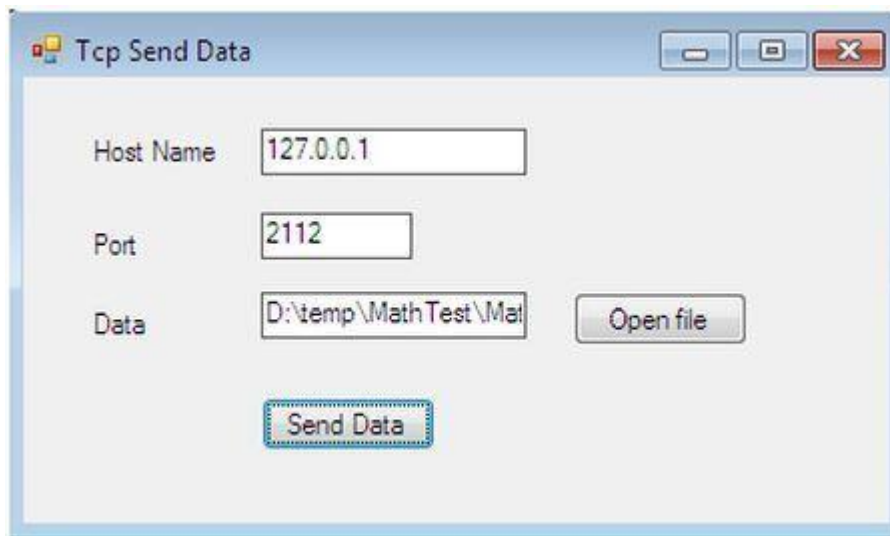 Tcp Send Data
Host Name 127.0.0.1
Port 2112
Data D:\temp\MathTest\Mat Open file
Send Data